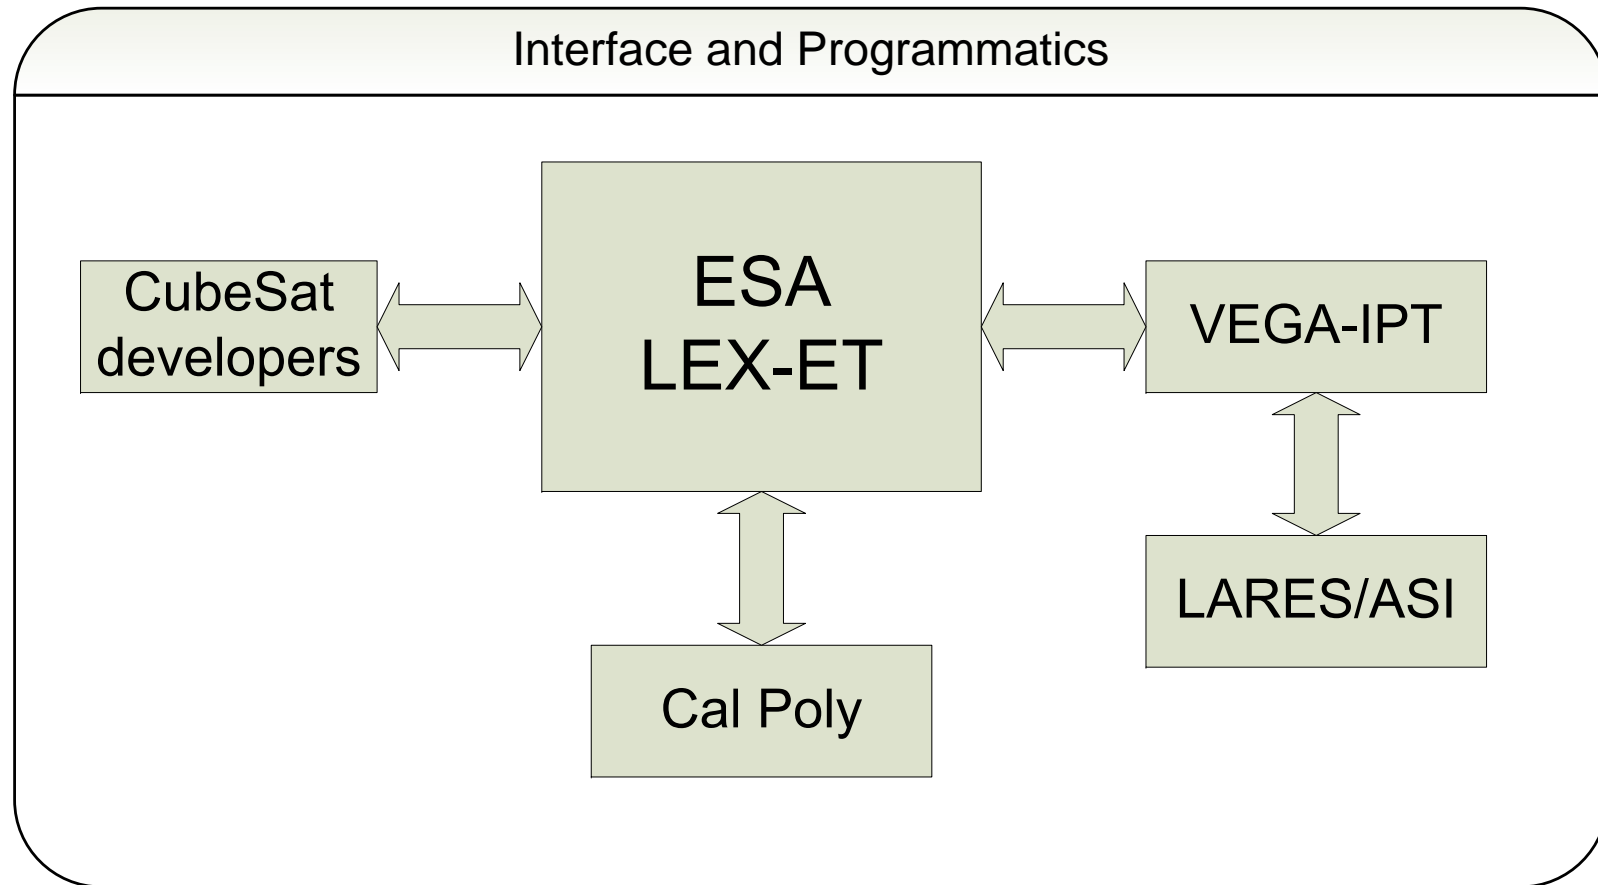 Interface and Programmatics
ESA
LEX-ET
CubeSat
developers
VEGA-IPT
LARES/ASI
Cal Poly